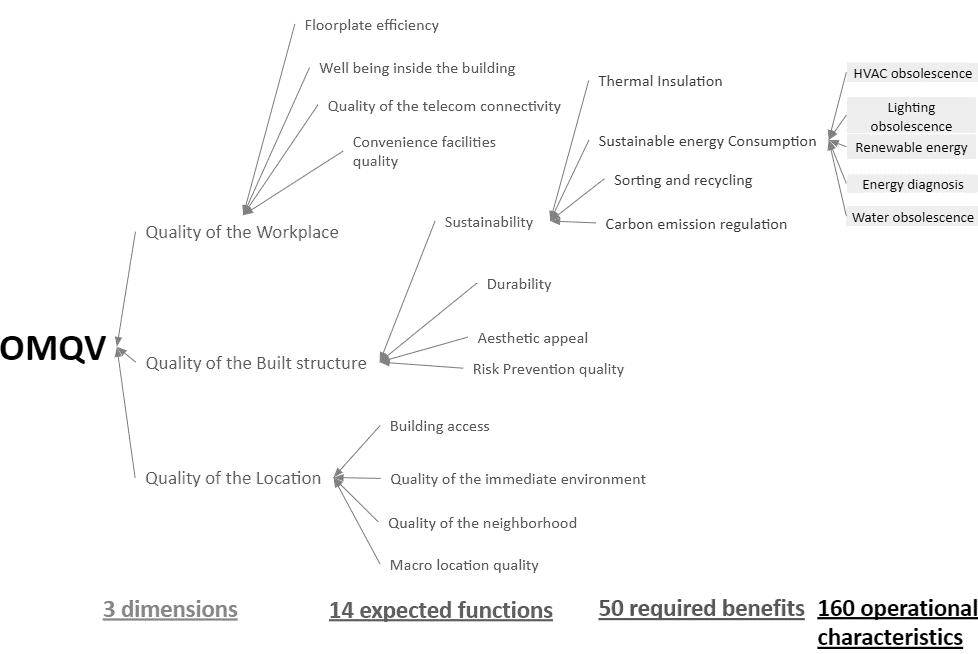 Floorplate efficiency
Well being inside the building
Quality of the telecom connectivity
Convenience facilities
quality
Quality of the Workplace
Thermal Insulation
Sustainable energy Consumption
Sorting and recycling
Carbon emission regulation
Sustainability
HVAC obsolescence
Lighting
obsolescence
Renewable energy
Energy diagnosis
Water obsolescence
Durability
Aesthetic appeal
Risk Prevention quality
OMQV
Quality of the Built structure
Building access
Quality of the immediate environment
Quality of the neighborhood
Macro location quality
Quality of the Location
3 dimensions
14 expected functions
50 required benefits
160 operational
characteristics